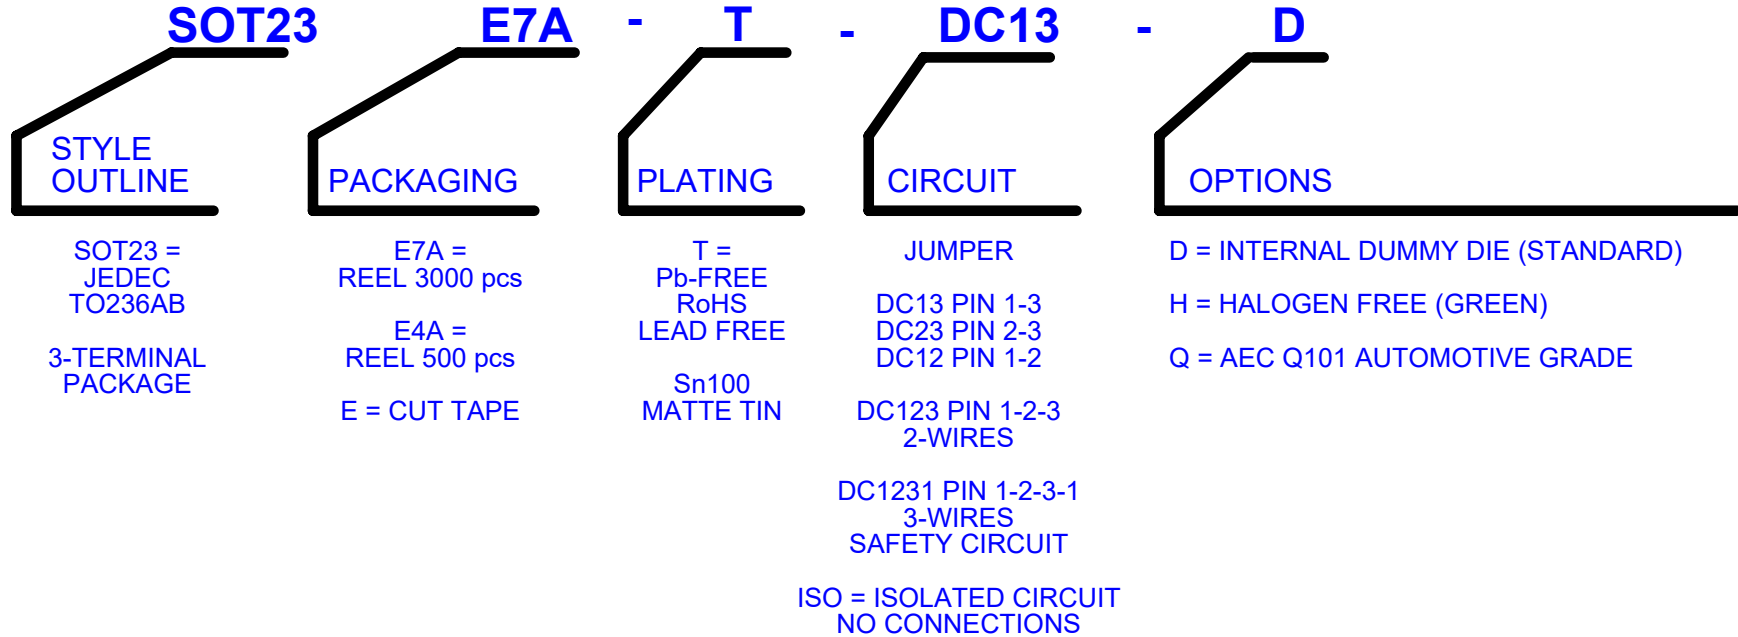 SOT23 E7A - T - DC13 - D
STYLE
OUTLINE
SOT23 =
JEDEC
TO236AB
3-TERMINAL
PACKAGE
PACKAGING
E7A =
REEL 3000 pcs
E4A =
REEL 500 pcs
E = CUT TAPE
PLATING
T =
Pb-FREE
RoHS
LEAD FREE
Sn100
MATTE TIN
CIRCUIT
JUMPER
DC13 PIN 1-3
DC23 PIN 2-3
DC12 PIN 1-2
DC123 PIN 1-2-3
2-WIRES
DC1231 PIN 1-2-3-1
3-WIRES
SAFETY CIRCUIT
ISO = ISOLATED CIRCUIT
NO CONNECTIONS
OPTIONS
D = INTERNAL DUMMY DIE (STANDARD)
H = HALOGEN FREE (GREEN)
Q = AEC Q101 AUTOMOTIVE GRADE